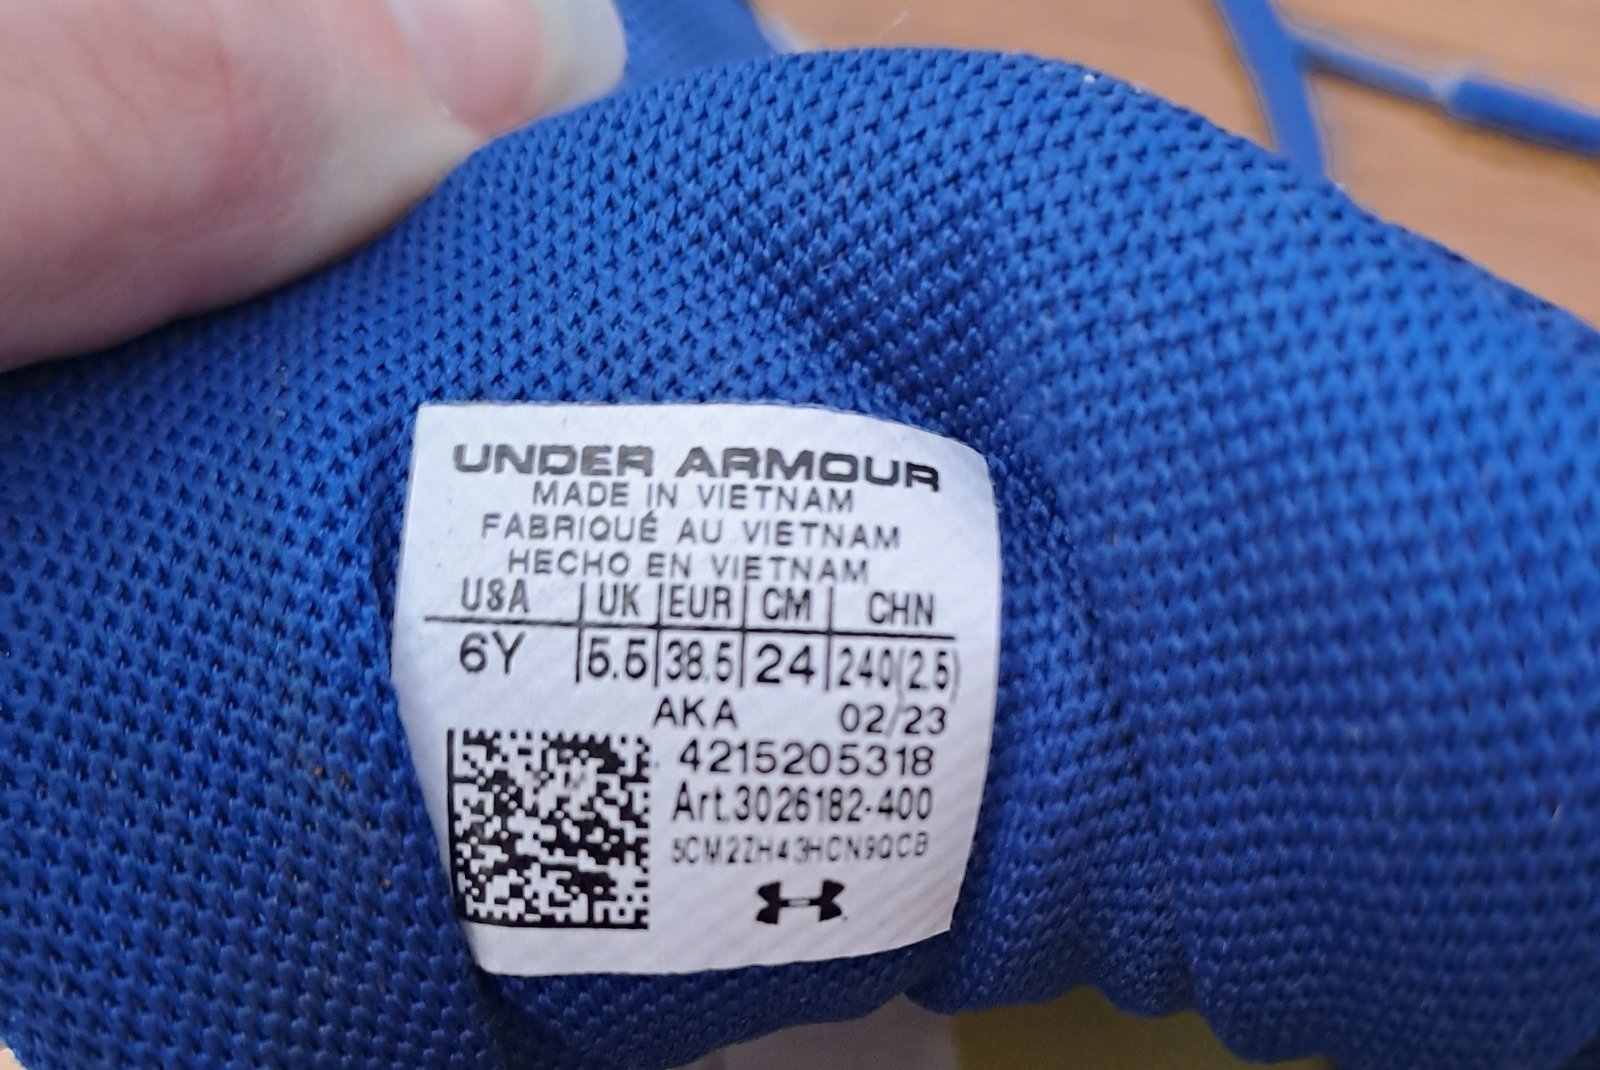 UNDER ARMOUR
MADE IN VIETNAM
FABRIQUÉ AU VIETNAM
HECHO EN VIETNAM
USA UK EUR CM CHN
6Y 5.5 38.5 24 240(2.5)
AKA 02/23
4215205318
Art.3026182-400
5CM2ZH43HCN9QCB